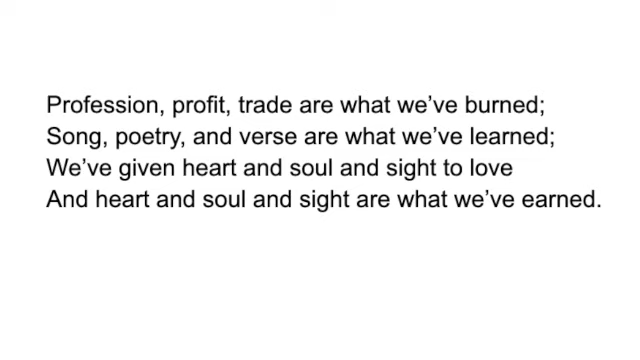 Profession, profit, trade are what we’ve burned;
Song, poetry, and verse are what we’ve learned;
We’ve given heart and soul and sight to love
And heart and soul and sight are what we’ve earned.